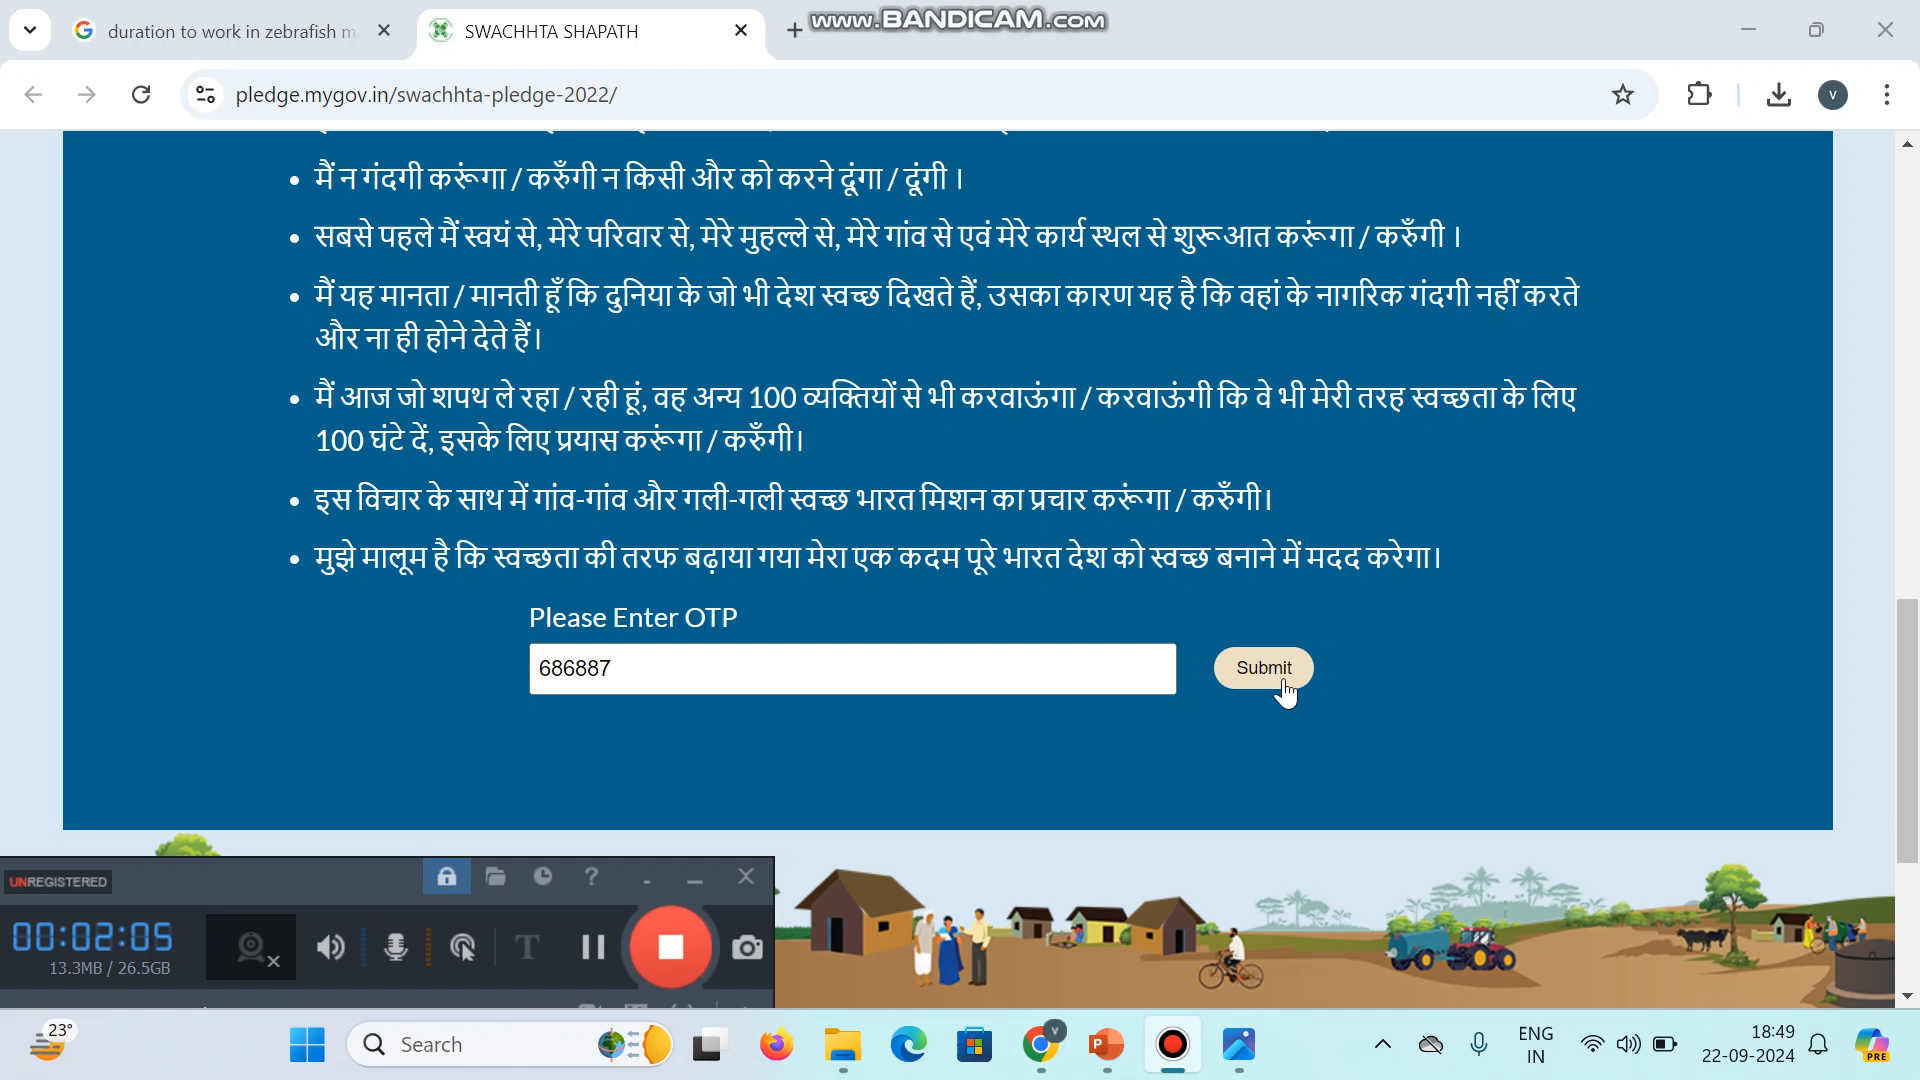 duration to work in zebrafish m
SWACHHTA SHAPATH
www.BANDICAM.com
pledge.mygov.in/swachhta-pledge-2022/
V
• मैं न गंदगी करूंगा / करुँगी न किसी और को करने दूंगा / दूंगी ।
• सबसे पहले मैं स्वयं से, मेरे परिवार से, मेरे मुहल्ले से, मेरे गांव से एवं मेरे कार्य स्थल से शुरूआत करूंगा / करुँगी ।
• मैं यह मानता / मानती हूँ कि दुनिया के जो भी देश स्वच्छ दिखते हैं, उसका कारण यह है कि वहां के नागरिक गंदगी नहीं करते
और ना ही होने देते हैं।
• मैं आज जो शपथ ले रहा / रही हूं, वह अन्य 100 व्यक्तियों से भी करवाऊंगा / करवाऊंगी कि वे भी मेरी तरह स्वच्छता के लिए
100 घंटे दें, इसके लिए प्रयास करूंगा / करुँगी।
• इस विचार के साथ में गांव-गांव और गली-गली स्वच्छ भारत मिशन का प्रचार करूंगा / करुँगी।
• मुझे मालूम है कि स्वच्छता की तरफ बढ़ाया गया मेरा एक कदम पूरे भारत देश को स्वच्छ बनाने में मदद करेगा।
Please Enter OTP
686887
Submit
UNREGISTERED
00:02:05
13.3MB / 26.5GB
23°
Search
ENG
IN
18:49
22-09-2024
PRE